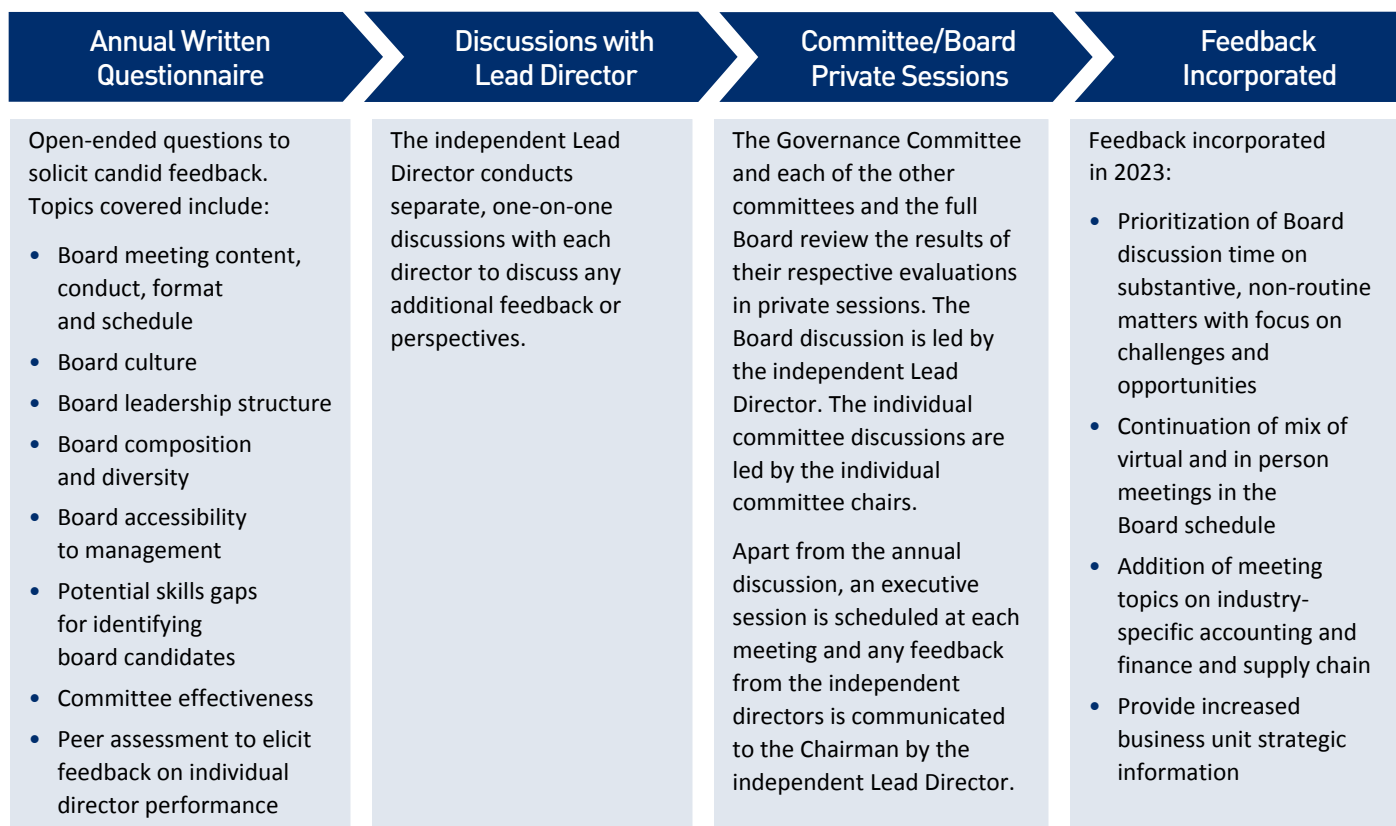 Annual Written
Questionnaire
Open-ended questions to
solicit candid feedback.
Topics covered include:
• Board meeting content,
conduct, format
and schedule
• Board culture
• Board leadership structure
• Board composition
and diversity
• Board accessibility
to management
• Potential skills gaps
for identifying
board candidates
• Committee effectiveness
• Peer assessment to elicit
feedback on individual
director performance
Discussions with
Lead Director
The independent Lead
Director conducts
separate, one-on-one
discussions with each
director to discuss any
additional feedback or
perspectives.
Committee/Board
Private Sessions
The Governance Committee
and each of the other
committees and the full
Board review the results of
their respective evaluations
in private sessions. The
Board discussion is led by
the independent Lead
Director. The individual
committee discussions are
led by the individual
committee chairs.
Apart from the annual
discussion, an executive
session is scheduled at each
meeting and any feedback
from the independent
directors is communicated
to the Chairman by the
independent Lead Director.
Feedback
Incorporated
Feedback incorporated
in 2023:
• Prioritization of Board
discussion time on
substantive, non-routine
matters with focus on
challenges and
opportunities
• Continuation of mix of
virtual and in person
meetings in the
Board schedule
• Addition of meeting
topics on industry-
specific accounting and
finance and supply chain
• Provide increased
business unit strategic
information